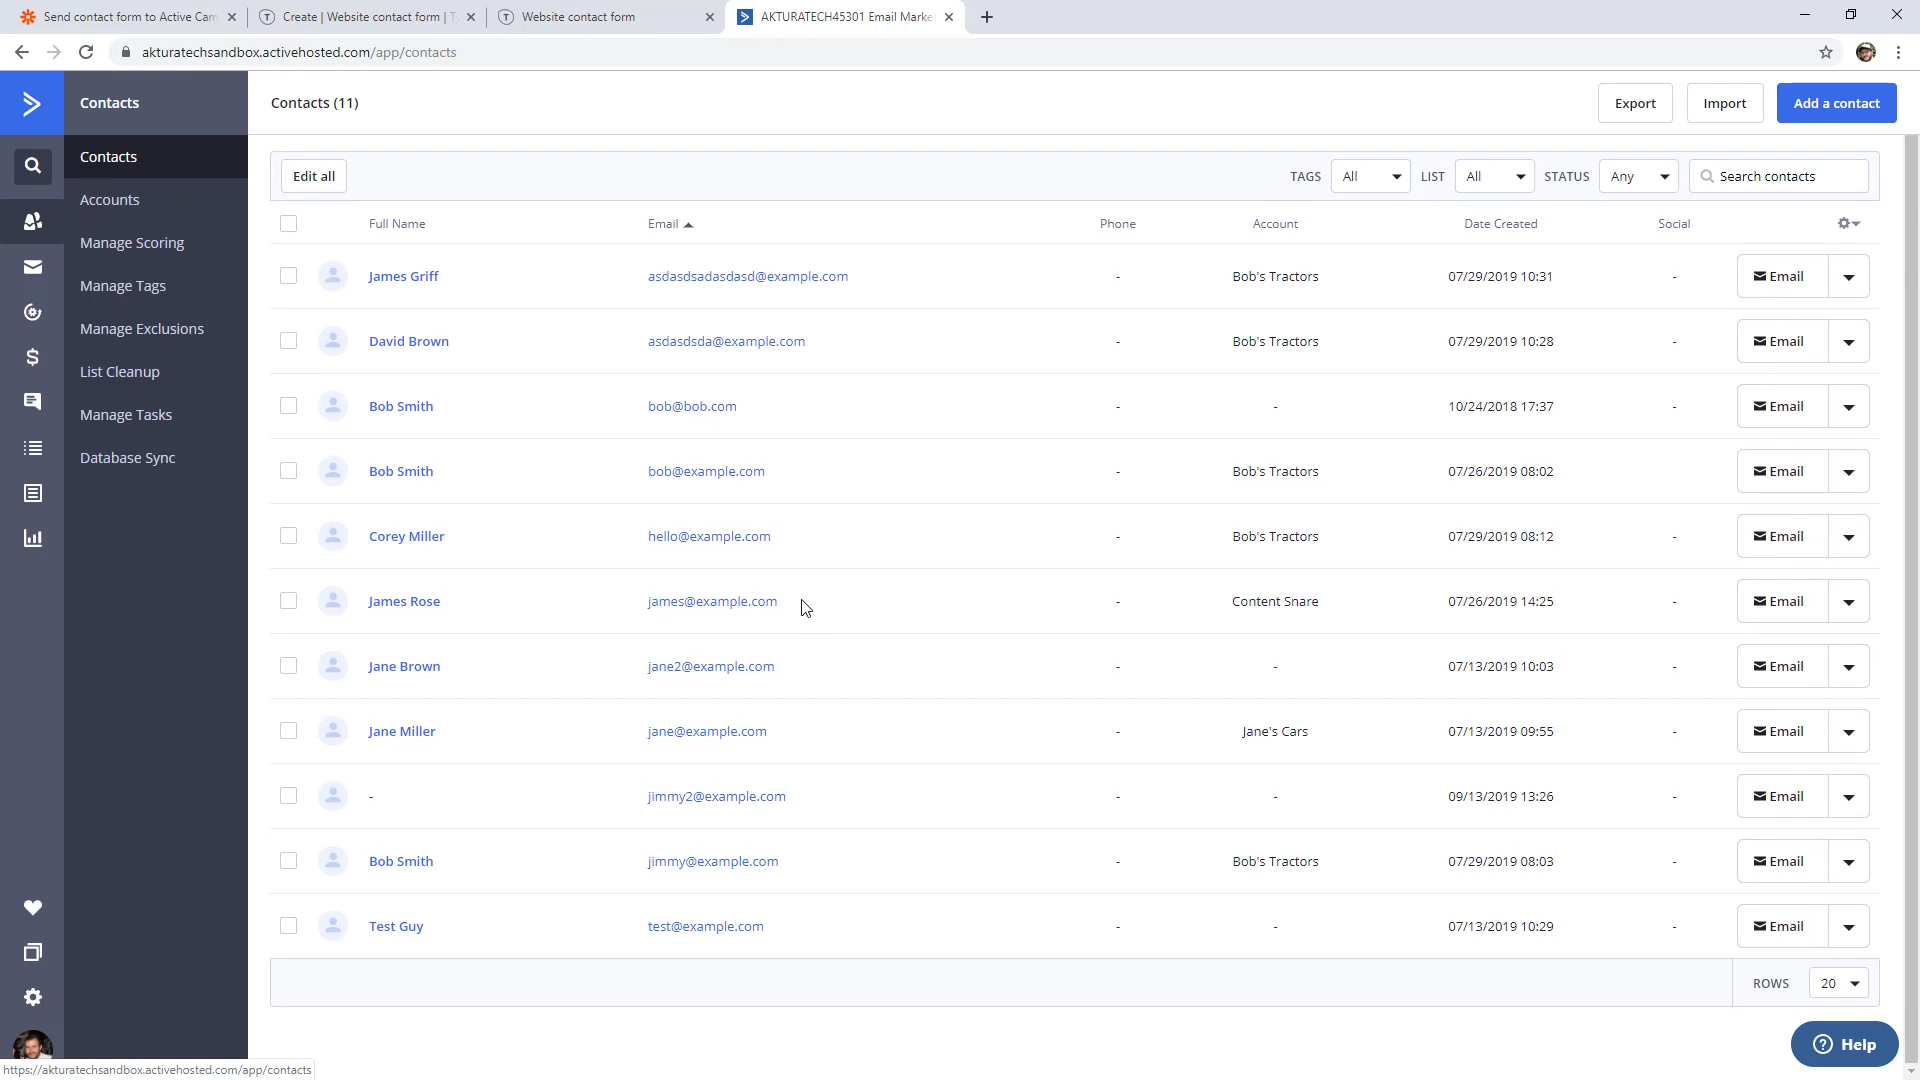 Send contact form to Active Cam
Create | Website contact form | T
Website contact form
AKTURATECH45301 Email Marke
akturatechsandbox.activehosted.com/app/contacts
Contacts
Contacts (11)
Export
Import
Add a contact
Contacts
Accounts
Manage Scoring
Manage Tags
Manage Exclusions
List Cleanup
Manage Tasks
Database Sync
Edit all
TAGS All LIST All STATUS Any Search contacts
Full Name Email Phone Account Date Created Social
James Griff asdasdsadasdasd@example.com - Bob's Tractors 07/29/2019 10:31 - Email
David Brown asdasdsda@example.com - Bob's Tractors 07/29/2019 10:28 - Email
Bob Smith bob@bob.com - - 10/24/2018 17:37 - Email
Bob Smith bob@example.com - Bob's Tractors 07/26/2019 08:02 Email
Corey Miller hello@example.com - Bob's Tractors 07/29/2019 08:12 - Email
James Rose james@example.com - Content Snare 07/26/2019 14:25 - Email
Jane Brown jane2@example.com - - 07/13/2019 10:03 - Email
Jane Miller jane@example.com - Jane's Cars 07/13/2019 09:55 - Email
- jimmy2@example.com - - 09/13/2019 13:26 - Email
Bob Smith jimmy@example.com - Bob's Tractors 07/29/2019 08:03 - Email
Test Guy test@example.com - - 07/13/2019 10:29 - Email
ROWS 20
Help
https://akturatechsandbox.activehosted.com/app/contacts